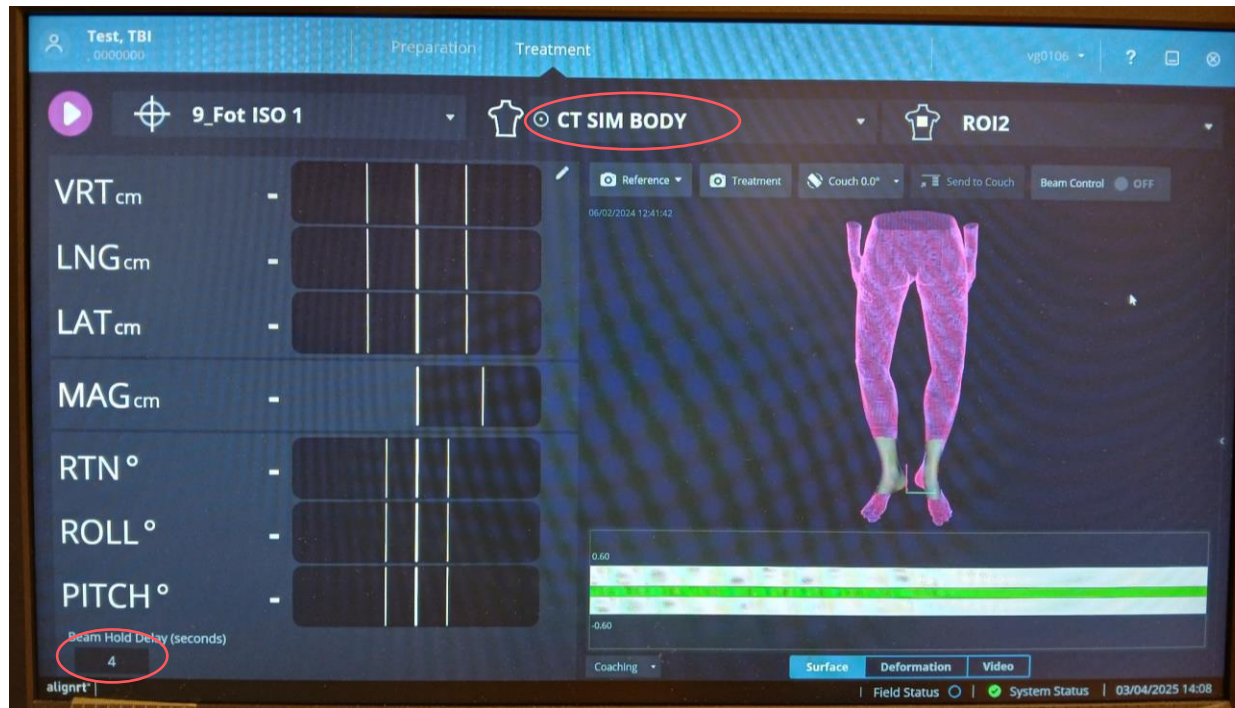 Test, TBI
, 0000000
Preparation
Treatment
vg0106
?
9_Fot ISO 1
CT SIM BODY
ROI2
VRT cm -
LNG cm -
LAT cm -
MAG cm -
RTN ° -
ROLL ° -
PITCH ° -
Beam Hold Delay (seconds)
4
Reference
Treatment
Couch 0.0°
Send to Couch
Beam Control OFF
06/02/2024 12:41:42
0.60
-0.60
Coaching
Surface Deformation Video
alignrt
Field Status | System Status | 03/04/2025 14:08